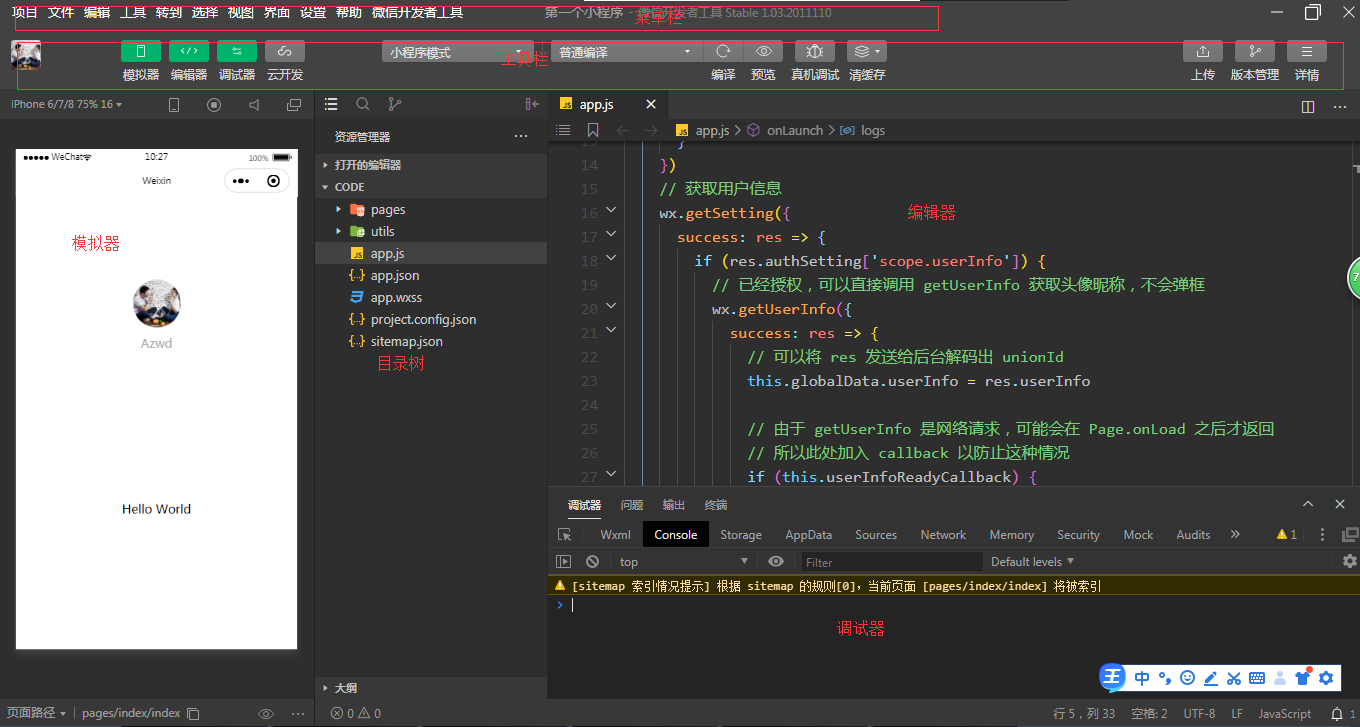 项目 文件 编辑 工具 转到 选择 视图 界面 设置 帮助 微信开发者工具 第一个小程序 - 微信开发者工具 Stable 1.03.2011110
菜单栏
小程序模式 普通编译
工具栏
模拟器 编辑器 调试器 云开发 编译 预览 真机调试 清缓存 上传 版本管理 详情
iPhone 6/7/8 75% 16
WeChat 10:27 100%
Weixin
模拟器
Azwd
Hello World
页面路径 pages/index/index
资源管理器
打开的编辑器
CODE
pages
utils
JS app.js
{..} app.json
app.wxss
{..} project.config.json
{..} sitemap.json
目录树
大纲
0 0
JS app.js
JS app.js > onLaunch > logs
13 }
14 })
15 // 获取用户信息
16 wx.getSetting({
编辑器
17 success: res => {
18 if (res.authSetting['scope.userInfo']) {
19 // 已经授权，可以直接调用 getUserInfo 获取头像昵称，不会弹框
20 wx.getUserInfo({
21 success: res => {
22 // 可以将 res 发送给后台解码出 unionId
23 this.globalData.userInfo = res.userInfo
24
25 // 由于 getUserInfo 是网络请求，可能会在 Page.onLoad 之后才返回
26 // 所以此处加入 callback 以防止这种情况
27 if (this.userInfoReadyCallback) {
7
调试器 问题 输出 终端
Wxml Console Storage AppData Sources Network Memory Security Mock Audits 1
top Filter Default levels
[sitemap 索引情况提示] 根据 sitemap 的规则[0]，当前页面 [pages/index/index] 将被索引
>
调试器
王 中
行 5，列 33 空格: 2 UTF-8 LF JavaScript 1